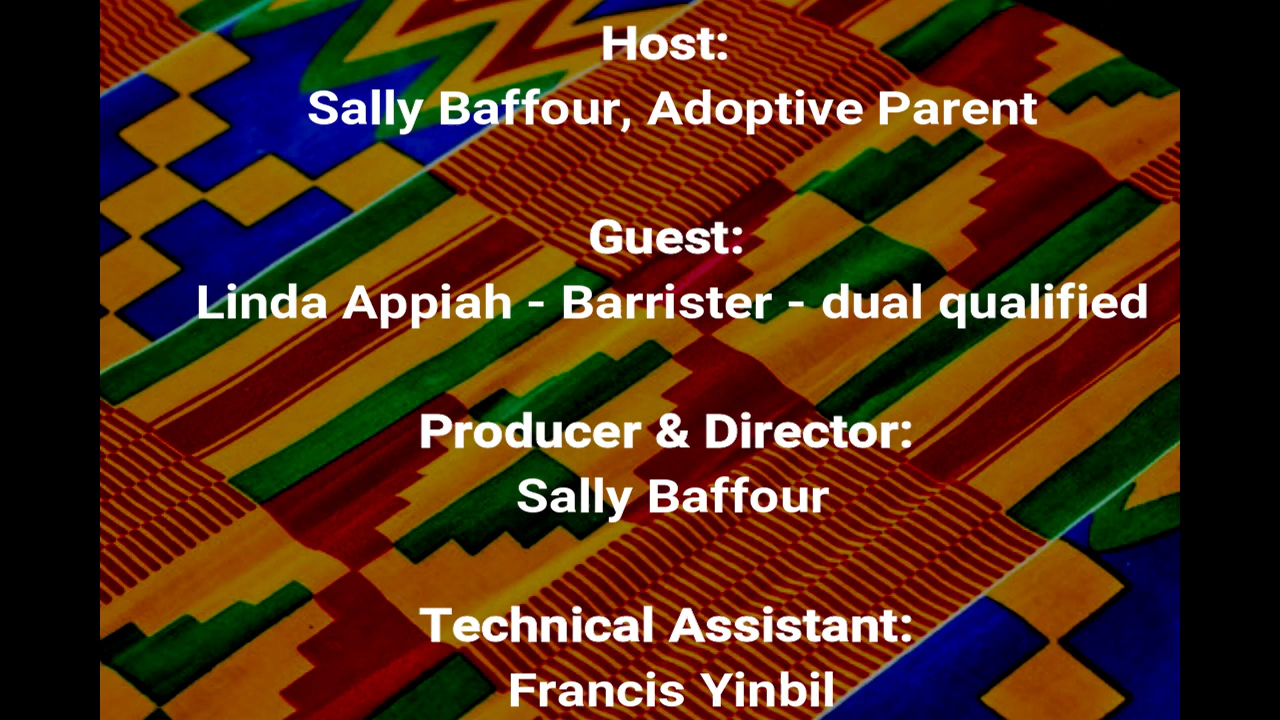 Host:
Sally Baffour, Adoptive Parent
Guest:
Linda Appiah - Barrister - dual qualified
Producer & Director:
Sally Baffour
Technical Assistant:
Francis Yinbil